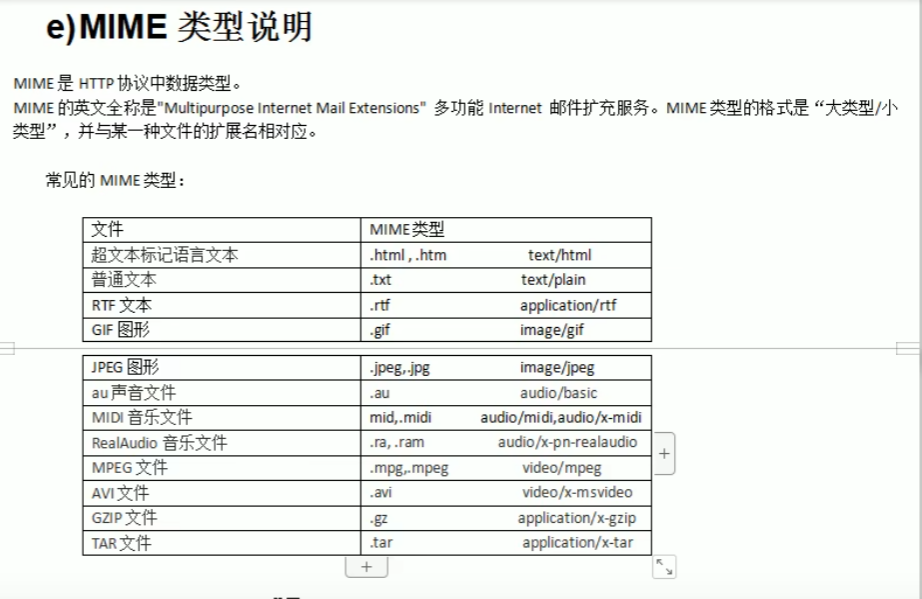 e)MIME 类型说明
MIME 是 HTTP 协议中数据类型。
MIME 的英文全称是"Multipurpose Internet Mail Extensions" 多功能 Internet 邮件扩充服务。MIME 类型的格式是“大类型/小
类型”，并与某一种文件的扩展名相对应。
常见的 MIME 类型：
文件 MIME 类型
超文本标记语言文本 .html , .htm text/html
普通文本 .txt text/plain
RTF 文本 .rtf application/rtf
GIF 图形 .gif image/gif
JPEG 图形 .jpeg,.jpg image/jpeg
au 声音文件 .au audio/basic
MIDI 音乐文件 mid,.midi audio/midi,audio/x-midi
RealAudio 音乐文件 .ra, .ram audio/x-pn-realaudio
MPEG 文件 .mpg,.mpeg video/mpeg
AVI 文件 .avi video/x-msvideo
GZIP 文件 .gz application/x-gzip
TAR 文件 .tar application/x-tar